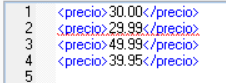 1 <precio>30.00</precio>
2 <precio>29.99</precio>
3 <precio>49.99</precio>
4 <precio>39.95</precio>
5